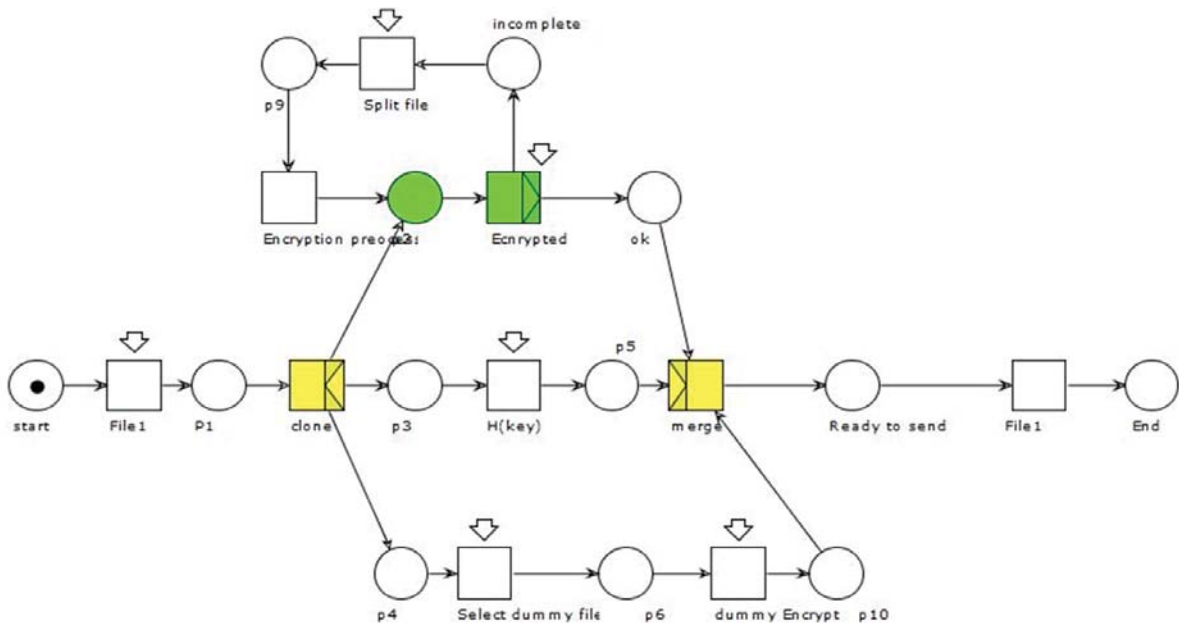 incomplete
p9
Split file
Encryption preoces
Ecnrypted
ok
p5
start
File1
P1
clone
p3
H(key)
merge
Ready to send
File1
End
p4
Select dummy file
p6
dummy Encrypt
p10